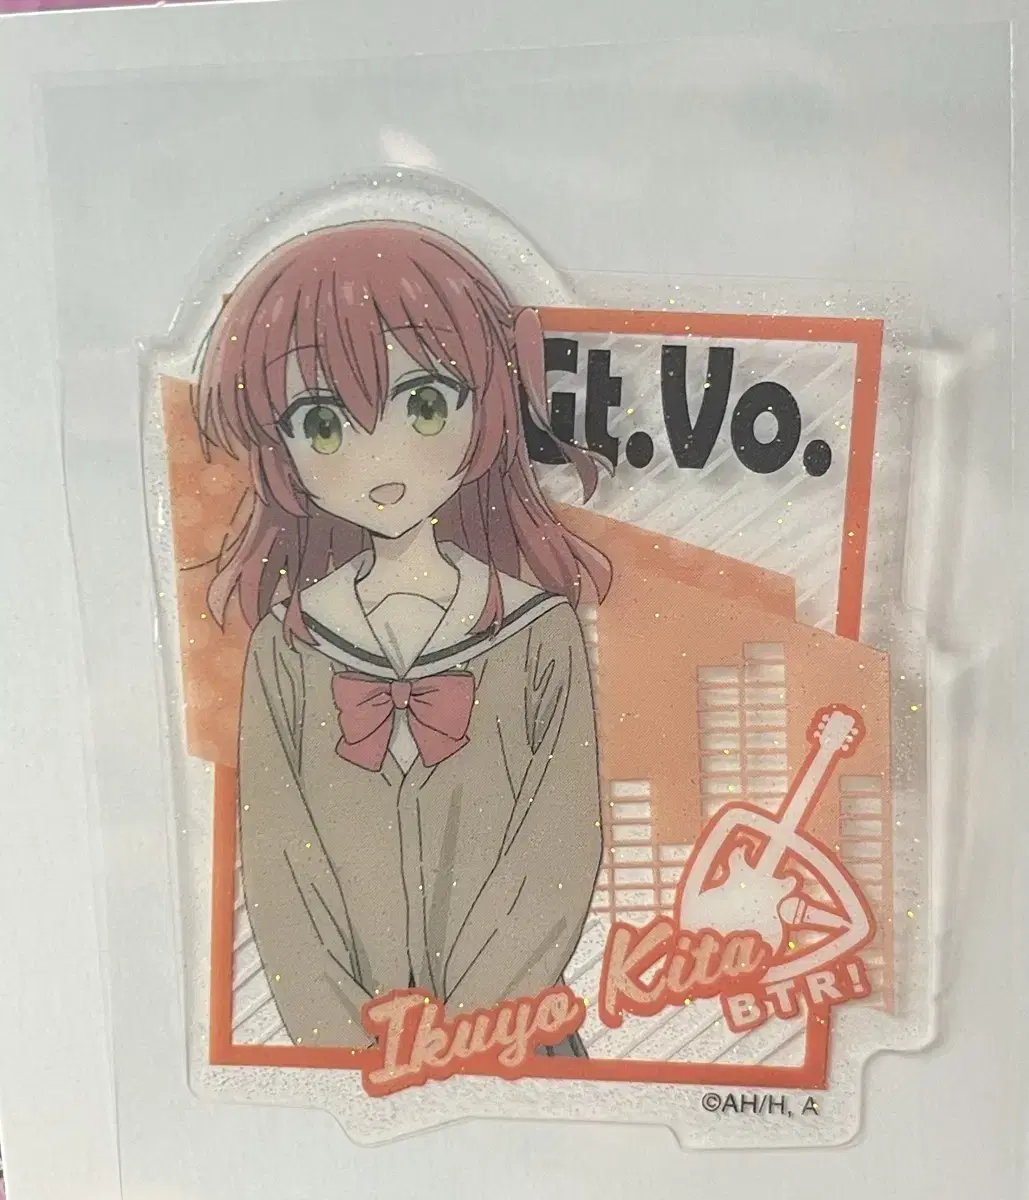 Gt.Vo.
Ikuyo Kita
BTR!
©AH/H, A